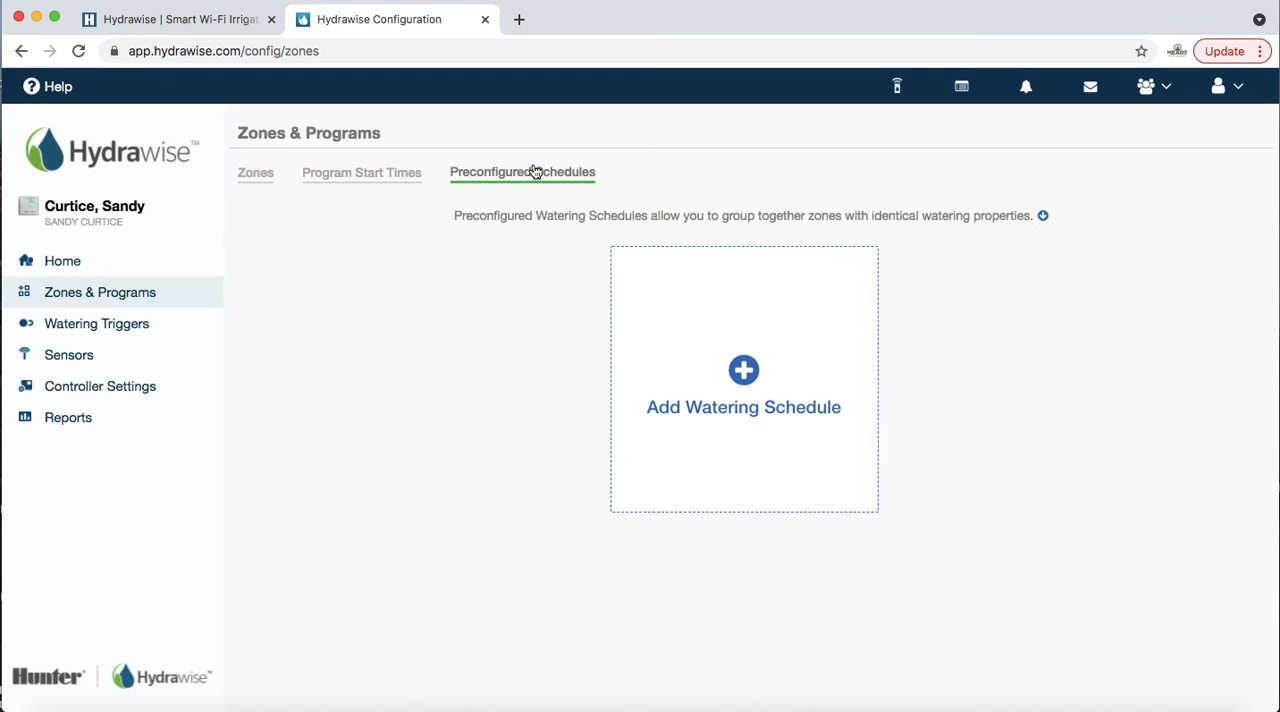 Hydrawise | Smart Wi-Fi Irrigat
Hydrawise Configuration
app.hydrawise.com/config/zones
Update
Help
Hydrawise™
Curtice, Sandy
SANDY CURTICE
Home
Zones & Programs
Watering Triggers
Sensors
Controller Settings
Reports
Hunter®
Hydrawise™
Zones & Programs
Zones
Program Start Times
Preconfigured Schedules
Preconfigured Watering Schedules allow you to group together zones with identical watering properties.
Add Watering Schedule